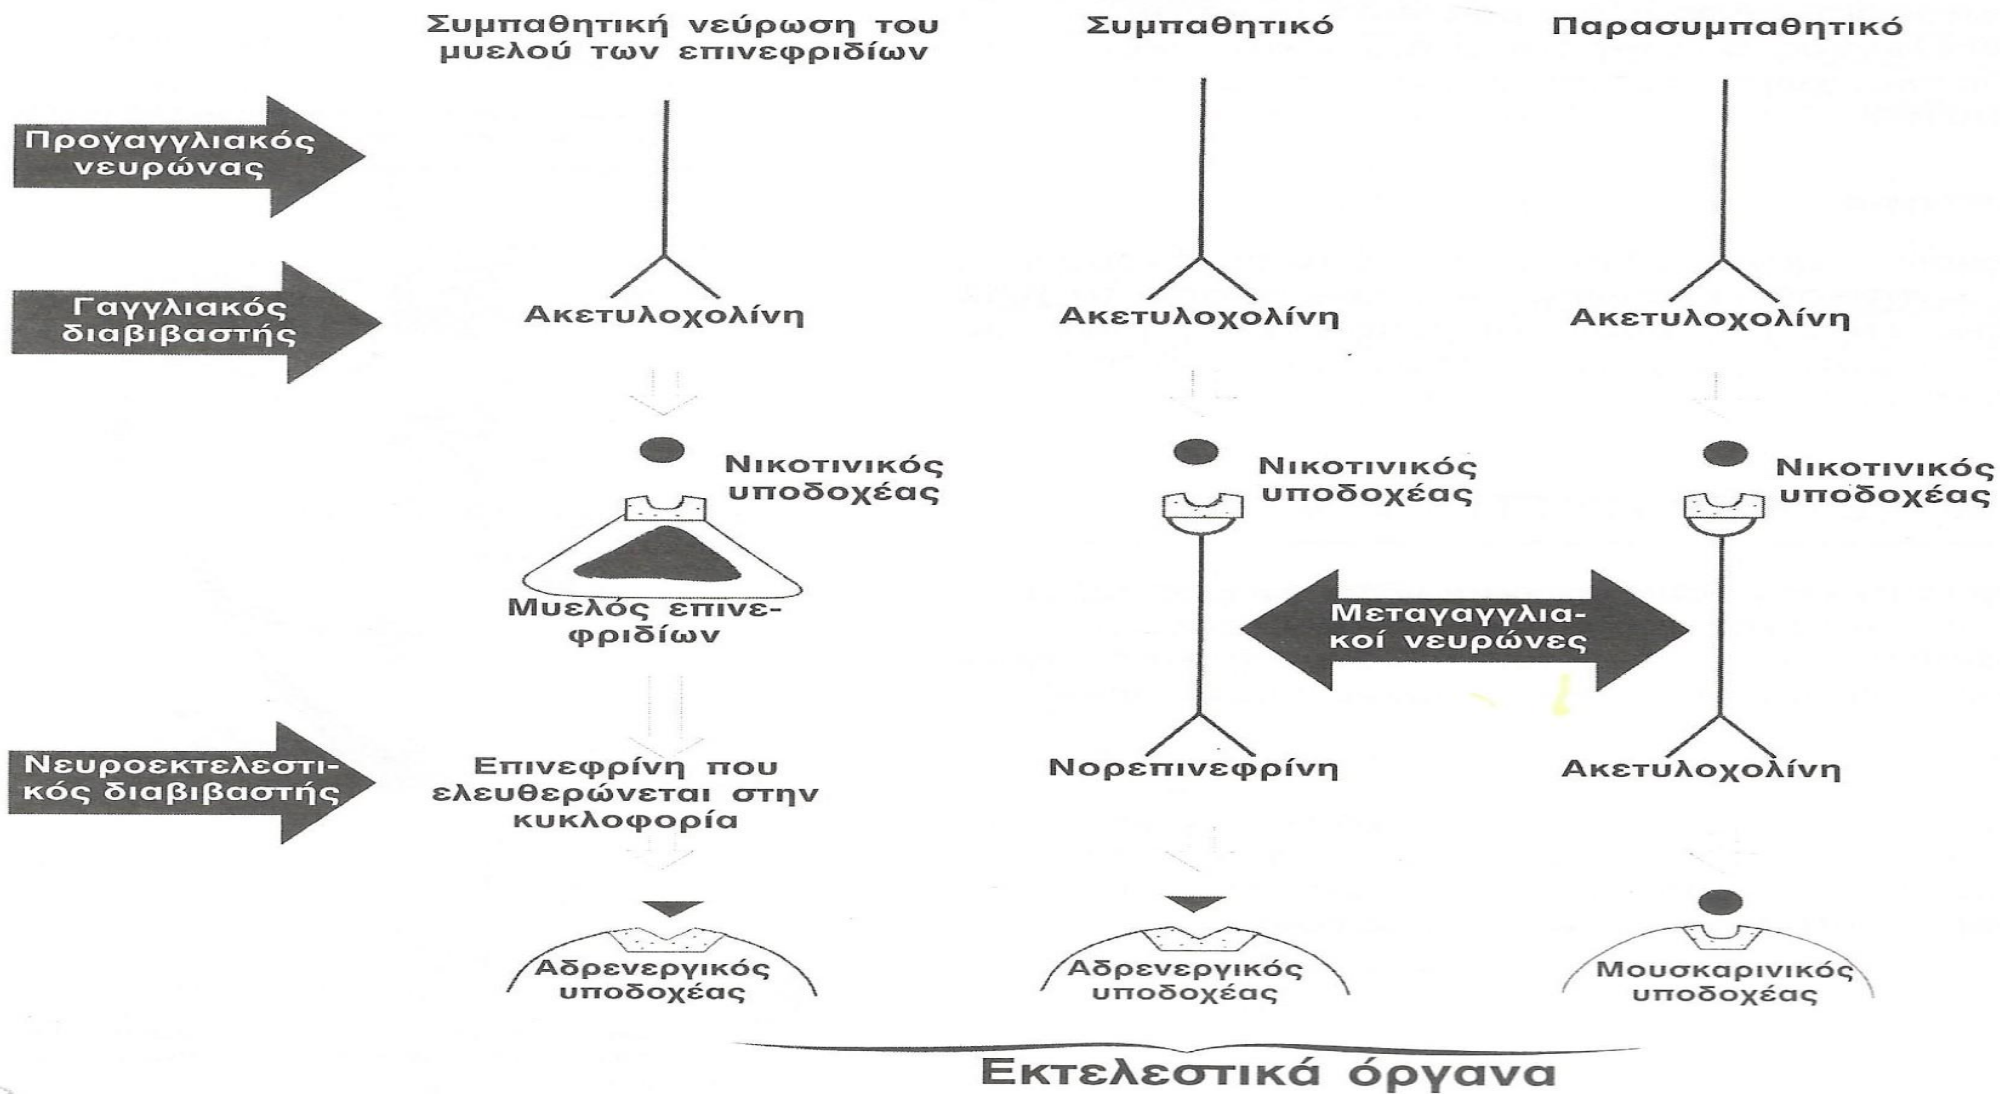 Συμπαθητική νεύρωση του
μυελού των επινεφριδίων
Συμπαθητικό
Παρασυμπαθητικό
Προγαγγλιακός
νευρώνας
Γαγγλιακός
διαβιβαστής
Ακετυλοχολίνη
Ακετυλοχολίνη
Ακετυλοχολίνη
Νικοτινικός
υποδοχέας
Νικοτινικός
υποδοχέας
Νικοτινικός
υποδοχέας
Μυελός επινε-
φριδίων
Μεταγαγγλια-
κοί νευρώνες
Νευροεκτελεστι-
κός διαβιβαστής
Επινεφρίνη που
ελευθερώνεται στην
κυκλοφορία
Νορεπινεφρίνη
Ακετυλοχολίνη
Αδρενεργικός
υποδοχέας
Αδρενεργικός
υποδοχέας
Μουσκαρινικός
υποδοχέας
Εκτελεστικά όργανα